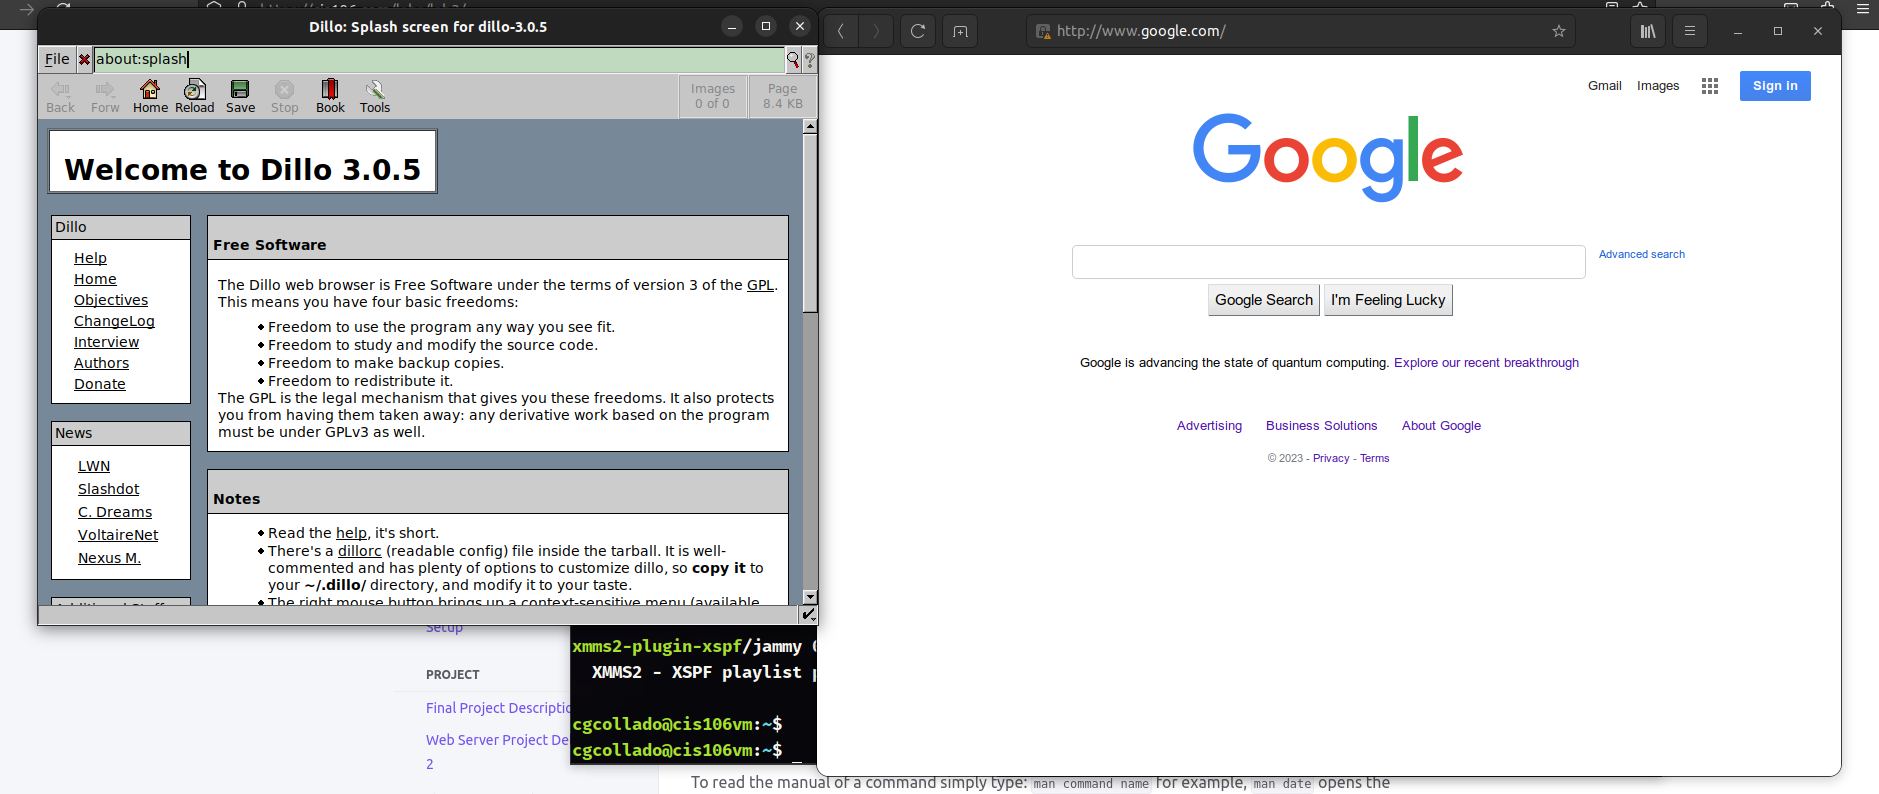 Dillo: Splash screen for dillo-3.0.5
File
about:splash
?
Back Forw Home Reload Save Stop Book Tools
Images
0 of 0
Page
8.4 KB
Welcome to Dillo 3.0.5
Dillo
Help
Home
Objectives
ChangeLog
Interview
Authors
Donate
News
LWN
Slashdot
C. Dreams
VoltaireNet
Nexus M.
Free Software
The Dillo web browser is Free Software under the terms of version 3 of the GPL.
This means you have four basic freedoms:
Freedom to use the program any way you see fit.
Freedom to study and modify the source code.
Freedom to make backup copies.
Freedom to redistribute it.
The GPL is the legal mechanism that gives you these freedoms. It also protects
you from having them taken away: any derivative work based on the program
must be under GPLv3 as well.
Notes
Read the help, it's short.
There's a dillorc (readable config) file inside the tarball. It is well-
commented and has plenty of options to customize dillo, so copy it to
your ~/.dillo/ directory, and modify it to your taste.
The right mouse button brings up a context-sensitive menu (available
http://www.google.com/
Gmail Images Sign in
Google
Advanced search
Google Search I'm Feeling Lucky
Google is advancing the state of quantum computing. Explore our recent breakthrough
Advertising Business Solutions About Google
© 2023 - Privacy - Terms
Setup
PROJECT
Final Project Descriptio
Web Server Project De
2
xmms2-plugin-xspf/jammy
XMMS2 - XSPF playlist p
cgcollado@cis106vm:~$
cgcollado@cis106vm:~$ _
To read the manual of a command simply type: man command name for example, man date opens the